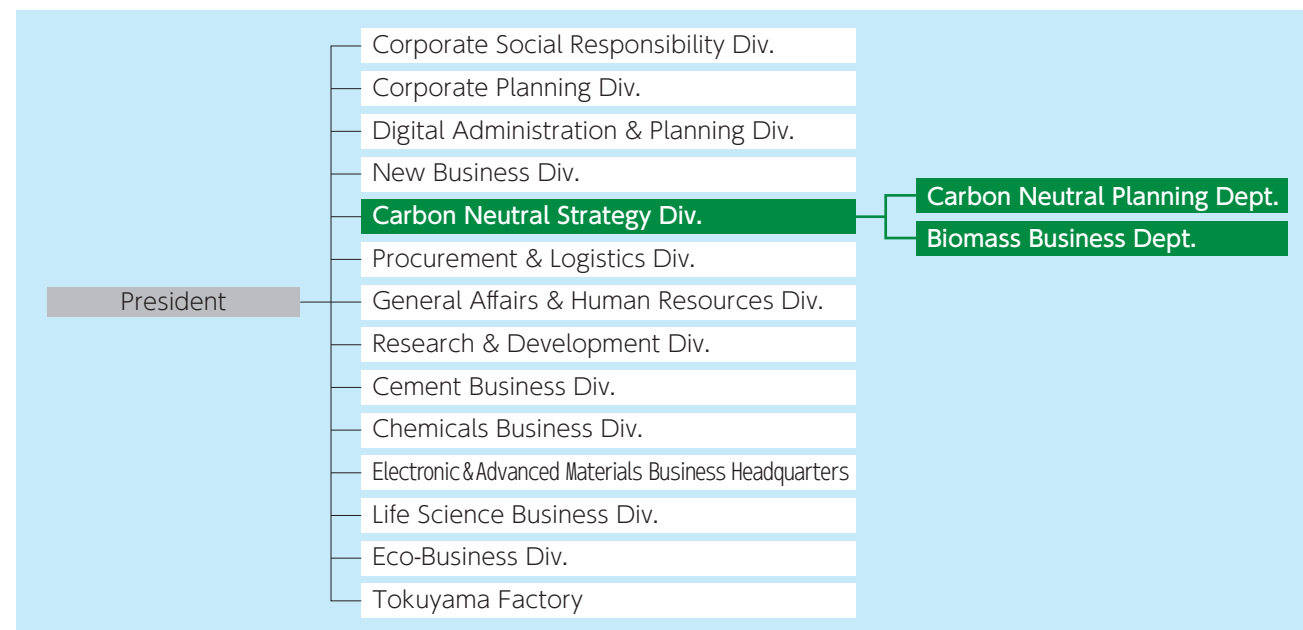 Corporate Social Responsibility Div.
Corporate Planning Div.
Digital Administration & Planning Div.
New Business Div.
Carbon Neutral Strategy Div.
Carbon Neutral Planning Dept.
Biomass Business Dept.
Procurement & Logistics Div.
President
General Affairs & Human Resources Div.
Research & Development Div.
Cement Business Div.
Chemicals Business Div.
Electronic & Advanced Materials Business Headquarters
Life Science Business Div.
Eco-Business Div.
Tokuyama Factory